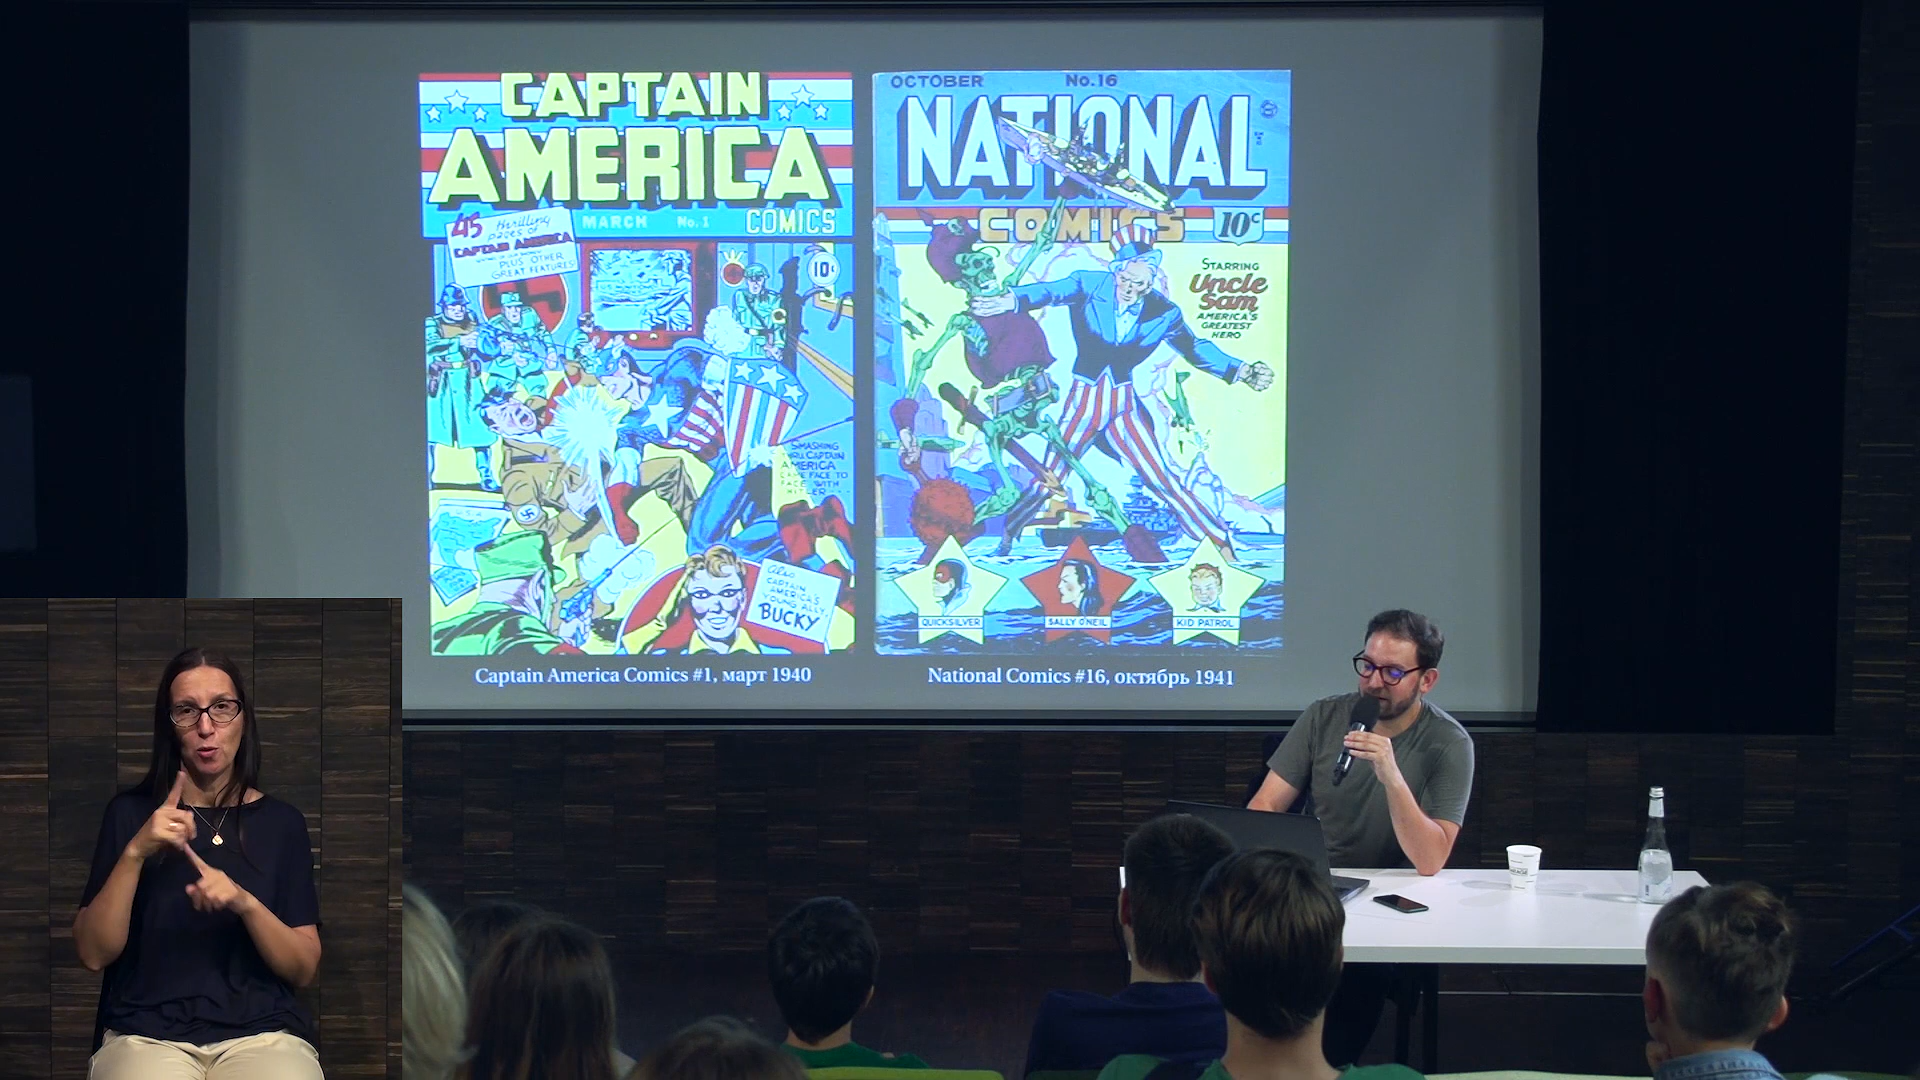 CAPTAIN
AMERICA
MARCH No. 1 COMICS
45 thrilling
pages of
CAPTAIN AMERICA
PLUS OTHER
GREAT FEATURES
10¢
SMASHING
THRU, CAPTAIN
AMERICA
CAME FACE TO
FACE WITH
HITLER
Also
CAPTAIN
AMERICA'S
YOUNG ALLY,
BUCKY
Captain America Comics #1, март 1940
OCTOBER No.16
NATIONAL
COMICS 10¢
STARRING
Uncle
Sam
AMERICA'S
GREATEST
HERO
QUICKSILVER SALLY O'NEIL KID PATROL
National Comics #16, октябрь 1941